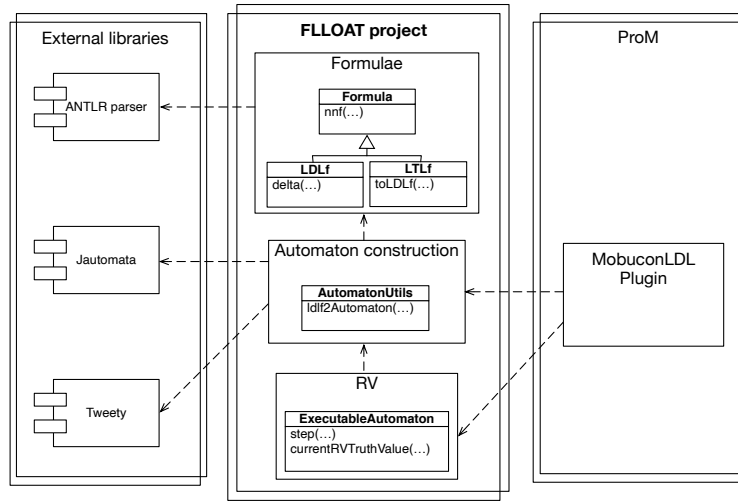 External libraries
ANTLR parser
Jautomata
Tweety
FLLOAT project
Formulae
Formula
nnf(…)
LDLf
delta(…)
LTLf
toLDLf(…)
Automaton construction
AutomatonUtils
ldlf2Automaton(…)
RV
ExecutableAutomaton
step(…)
currentRVTruthValue(…)
ProM
MobuconLDL
Plugin